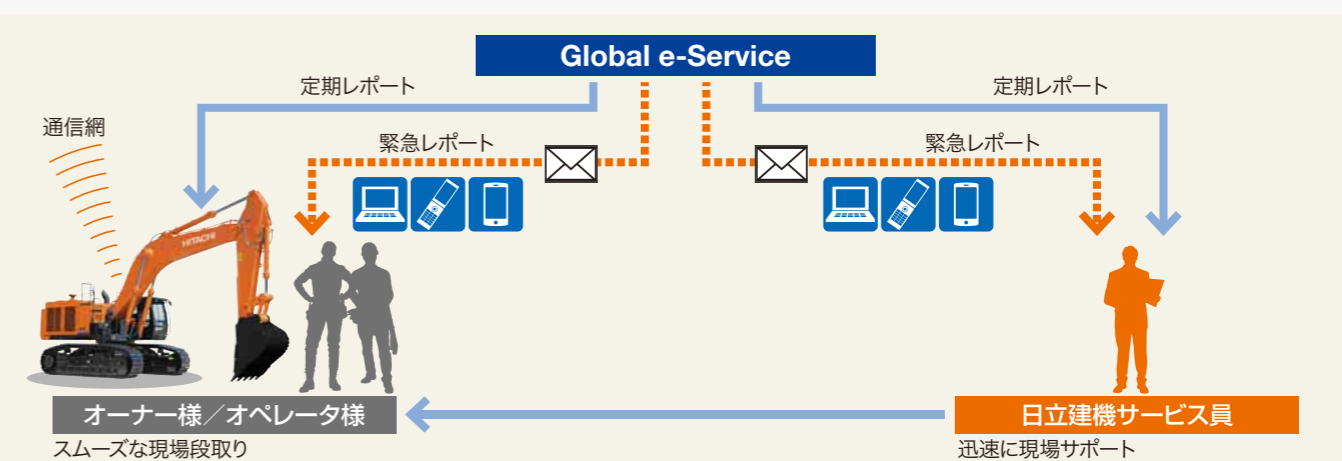 Global e-Service
定期レポート
定期レポート
通信網
緊急レポート
緊急レポート
HITACHI
オーナー様／オペレータ様
日立建機サービス員
スムーズな現場段取り
迅速に現場サポート